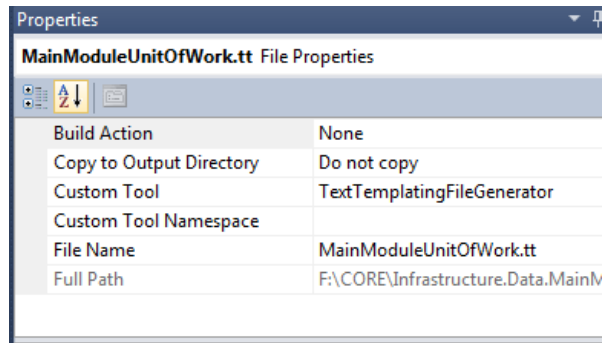 Properties
MainModuleUnitOfWork.tt File Properties
Build Action None
Copy to Output Directory Do not copy
Custom Tool TextTemplatingFileGenerator
Custom Tool Namespace
File Name MainModuleUnitOfWork.tt
Full Path F:\CORE\Infrastructure.Data.MainM